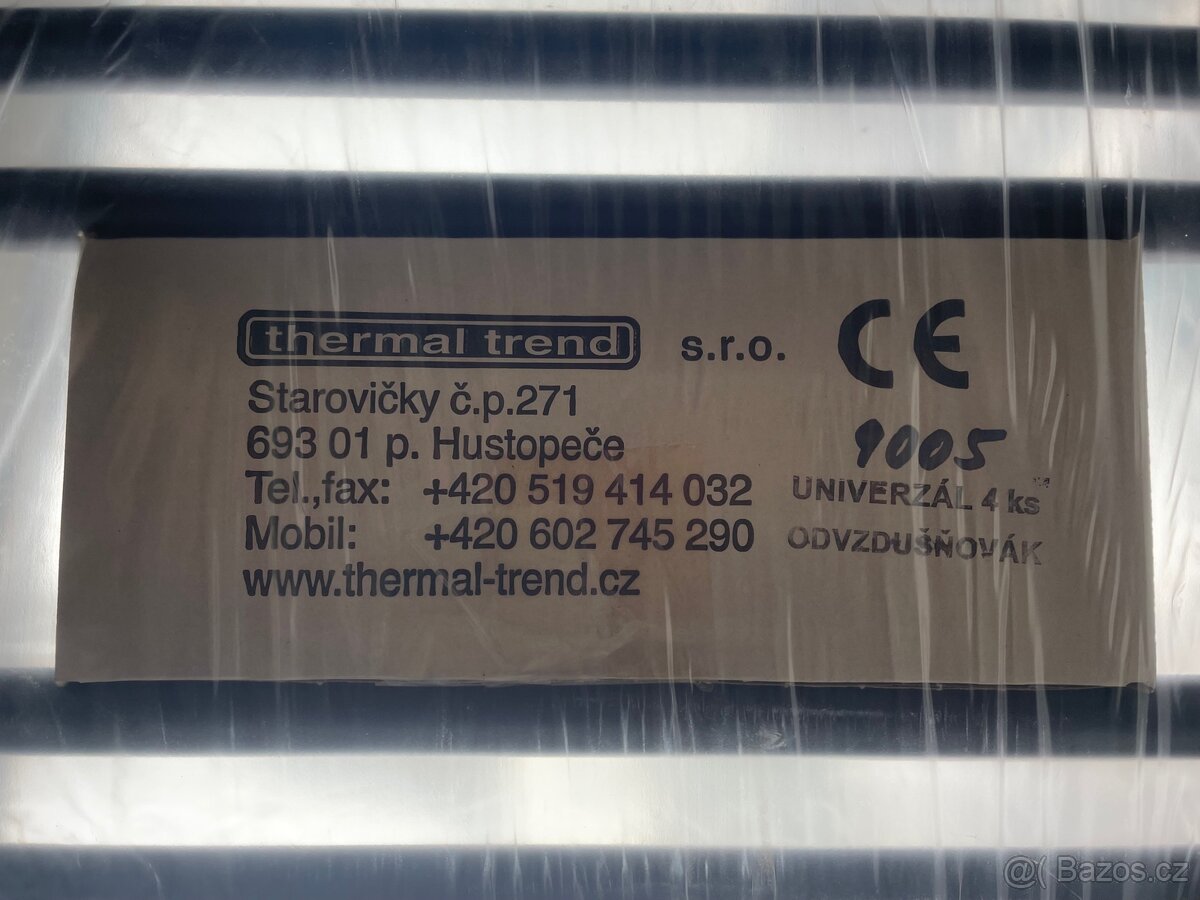 thermal trend s.r.o.
CE
Starovičky č.p.271
693 01 p. Hustopeče
Tel.,fax: +420 519 414 032
Mobil: +420 602 745 290
www.thermal-trend.cz
9005
UNIVERZÁL 4 ks
ODVZDUŠŇOVÁK
@( Bazos.cz